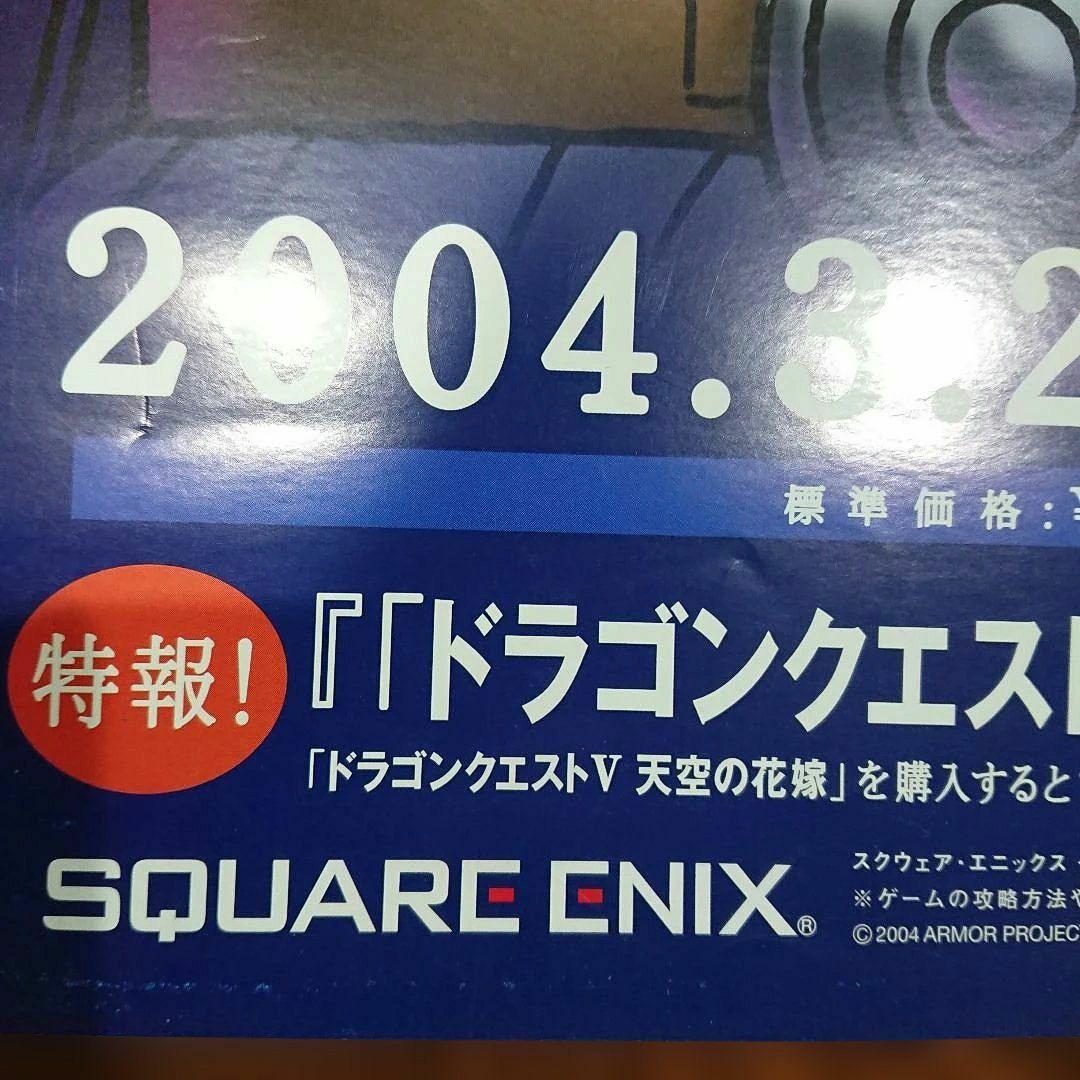 2004.3.2
標準価格:¥
特報!
『「ドラゴンクエスト
「ドラゴンクエストV 天空の花嫁」を購入すると
SQUARE ENIX®
スクウェア・エニックス・
※ゲームの攻略方法や
©2004 ARMOR PROJECT